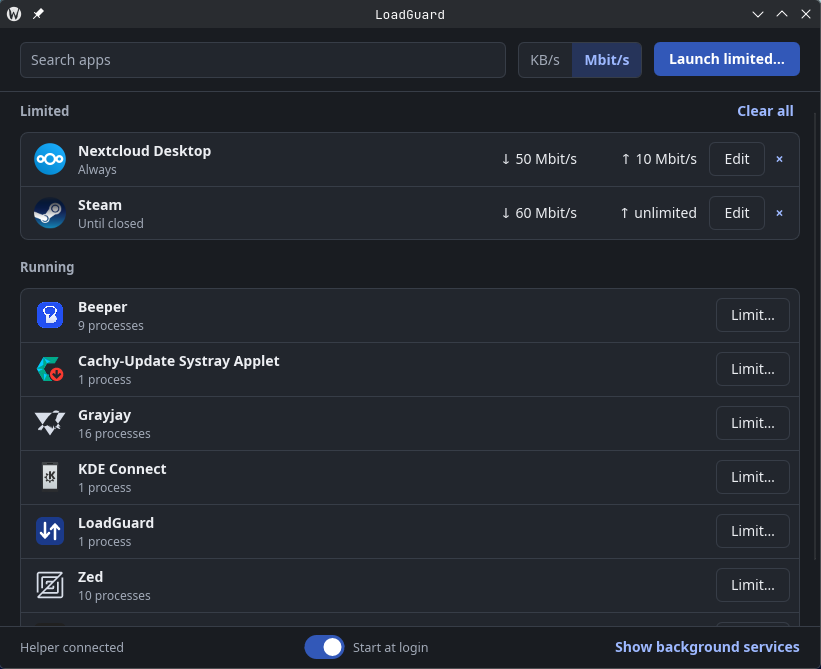 LoadGuard
Search apps
KB/s
Mbit/s
Launch limited...
Limited
Clear all
Nextcloud Desktop
Always
↓ 50 Mbit/s
↑ 10 Mbit/s
Edit
×
Steam
Until closed
↓ 60 Mbit/s
↑ unlimited
Edit
×
Running
Beeper
9 processes
Limit...
Cachy-Update Systray Applet
1 process
Limit...
Grayjay
16 processes
Limit...
KDE Connect
1 process
Limit...
LoadGuard
1 process
Limit...
Zed
10 processes
Limit...
Helper connected
Start at login
Show background services